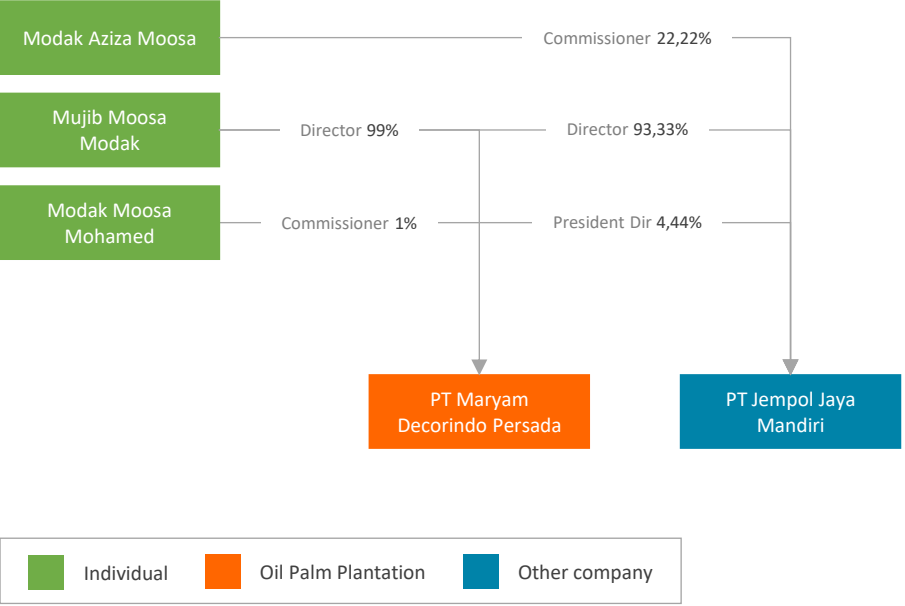 Modak Aziza Moosa
Commissioner 22,22%
Mujib Moosa
Modak
Director 99%
Director 93,33%
Modak Moosa
Mohamed
Commissioner 1%
President Dir 4,44%
PT Maryam
Decorindo Persada
PT Jempol Jaya
Mandiri
Individual
Oil Palm Plantation
Other company